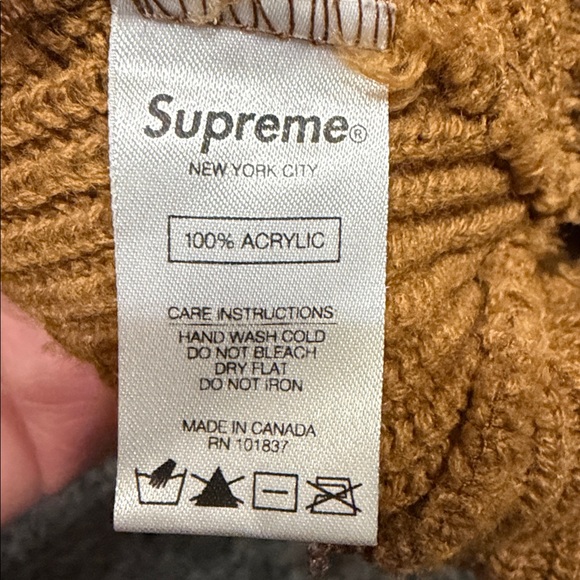 Supreme®
NEW YORK CITY
100% ACRYLIC
CARE INSTRUCTIONS
HAND WASH COLD
DO NOT BLEACH
DRY FLAT
DO NOT IRON
MADE IN CANADA
RN 101837